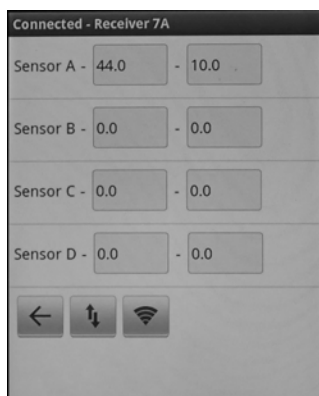 Connected - Receiver 7A
Sensor A - 44.0 - 10.0
Sensor B - 0.0 - 0.0
Sensor C - 0.0 - 0.0
Sensor D - 0.0 - 0.0